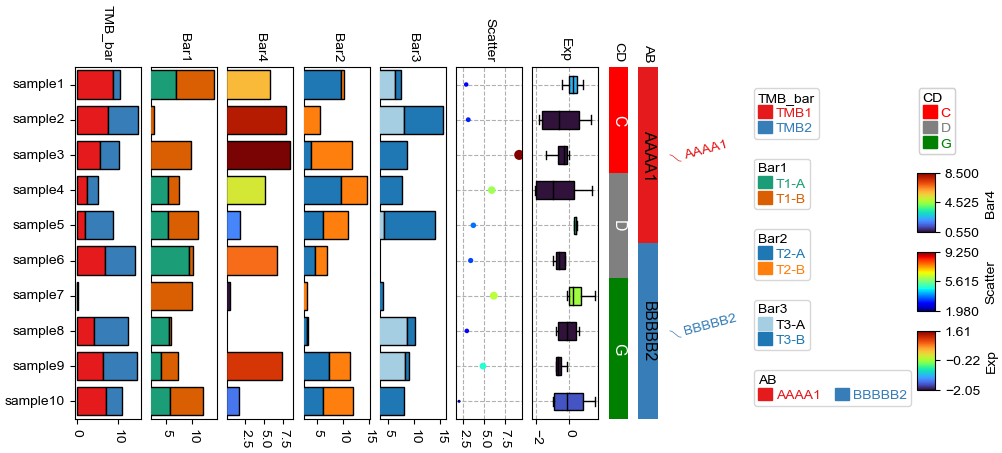 TMB_bar
Bar1
Bar4
Bar2
Bar3
Scatter
Exp
CD
AB
sample1
sample2
sample3
sample4
sample5
sample6
sample7
sample8
sample9
sample10
0 10
5 10
2.5 5.0 7.5
5 10 15
5 10 15
2.5 5.0 7.5
−2 0
C
D
G
AAAA1
BBBBB2
AAAA1
BBBBB2
TMB_bar
TMB1
TMB2
Bar1
T1-A
T1-B
Bar2
T2-A
T2-B
Bar3
T3-A
T3-B
AB
AAAA1 BBBBB2
CD
C
D
G
8.500
4.525
0.550
Bar4
9.250
5.615
1.980
Scatter
1.61
−0.22
−2.05
Exp